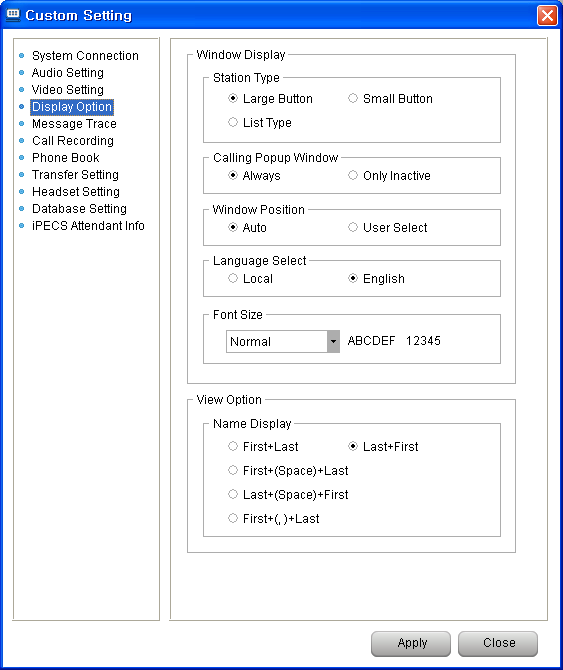 Custom Setting
System Connection
Audio Setting
Video Setting
Display Option
Message Trace
Call Recording
Phone Book
Transfer Setting
Headset Setting
Database Setting
iPECS Attendant Info
Window Display
Station Type
Large Button Small Button
List Type
Calling Popup Window
Always Only Inactive
Window Position
Auto User Select
Language Select
Local English
Font Size
Normal ABCDEF 12345
View Option
Name Display
First+Last Last+First
First+(Space)+Last
Last+(Space)+First
First+(, )+Last
Apply Close